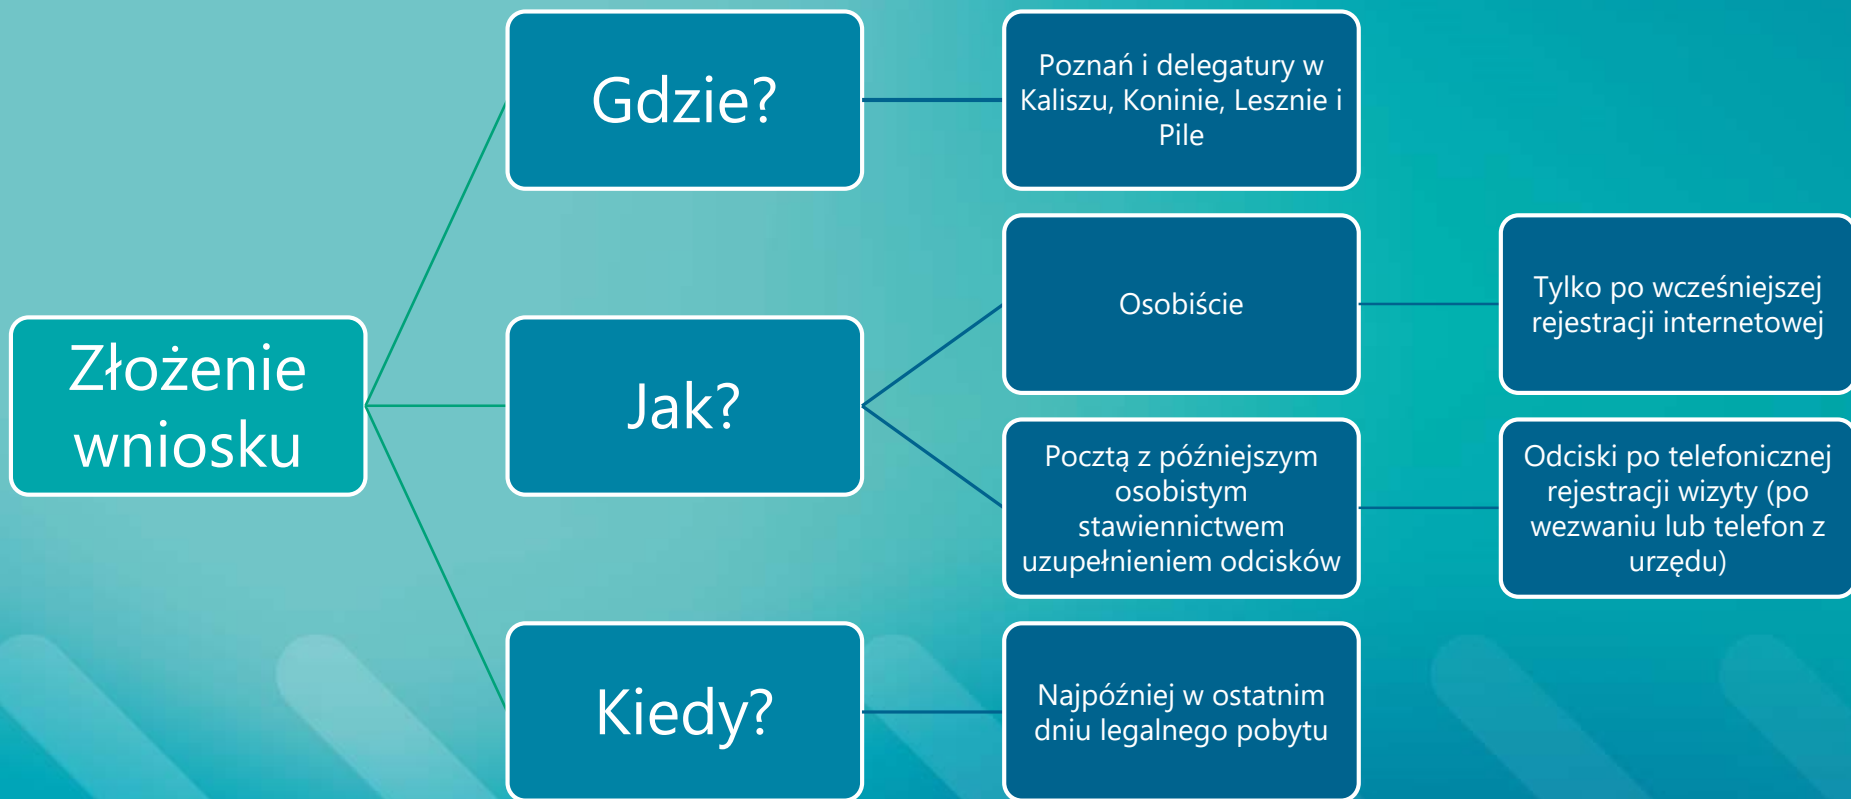 Złożenie
wniosku
Gdzie?
Poznań i delegatury w
Kaliszu, Koninie, Lesznie i
Pile
Jak?
Osobiście
Tylko po wcześniejszej
rejestracji internetowej
Pocztą z późniejszym
osobistym
stawiennictwem
uzupełnieniem odcisków
Odciski po telefonicznej
rejestracji wizyty (po
wezwaniu lub telefon z
urzędu)
Kiedy?
Najpóźniej w ostatnim
dniu legalnego pobytu